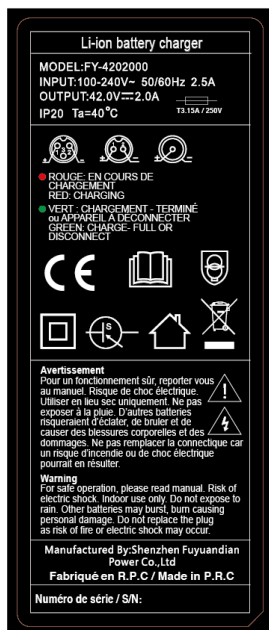 Li-ion battery charger
MODEL:FY-4202000
INPUT:100-240V~ 50/60Hz 2.5A
OUTPUT:42.0V⎓2.0A
IP20 Ta=40°C
T3.15A / 250V
ROUGE: EN COURS DE
CHARGEMENT
RED: CHARGING
VERT : CHARGEMENT - TERMINÉ
ou APPAREIL À DÉCONNECTER
GREEN: CHARGE- FULL OR
DISCONNECT
CE
S
Avertissement
Pour un fonctionnement sûr, reporter vous
au manuel. Risque de choc électrique.
Utiliser en lieu sec uniquement. Ne pas
exposer à la pluie. D'autres batteries
risqueraient d'éclater, de bruler et de
causer des blessures corporelles et des
dommages. Ne pas remplacer la connectique car
un risque d'incendie ou de choc électrique
pourrait en résulter.
Warning
For safe operation, please read manual. Risk of
electric shock. Indoor use only. Do not expose to
rain. Other batteries may burst, burn causing
personal damage. Do not replace the plug
as risk of fire or electric shock may occur.
Manufactured By:Shenzhen Fuyuandian
Power Co.,Ltd
Fabriqué en R.P.C / Made in P.R.C
Numéro de série / S/N: